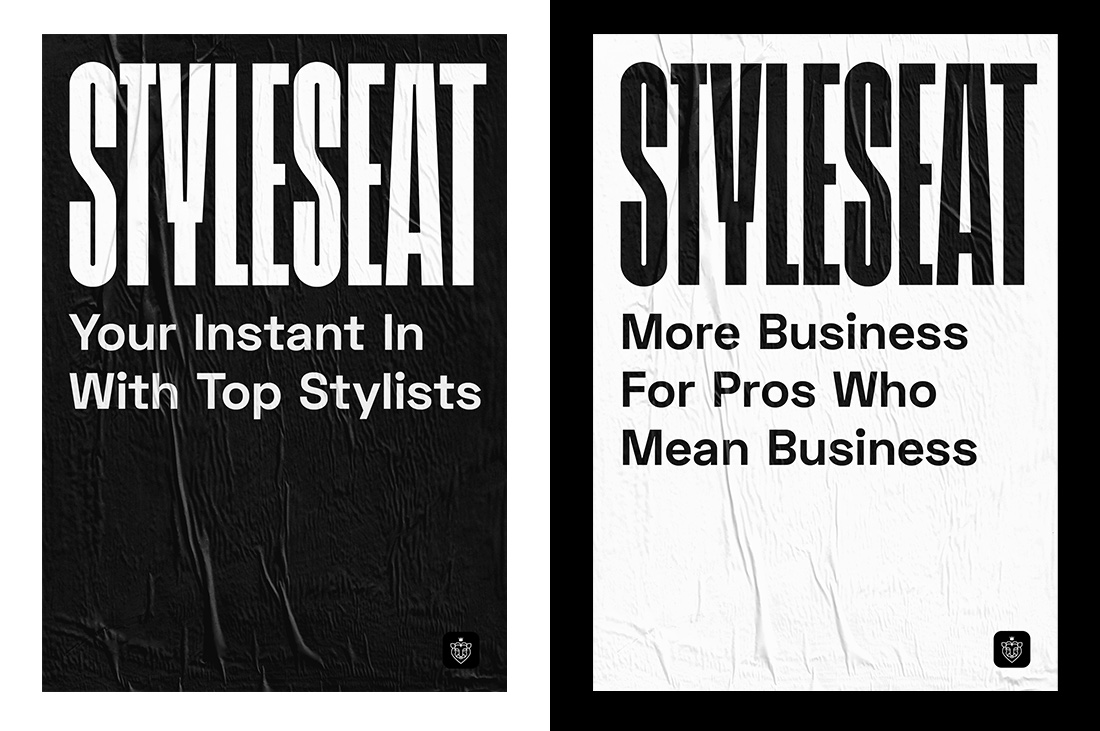 STYLESEAT
Your Instant In
With Top Stylists
STYLESEAT
More Business
For Pros Who
Mean Business